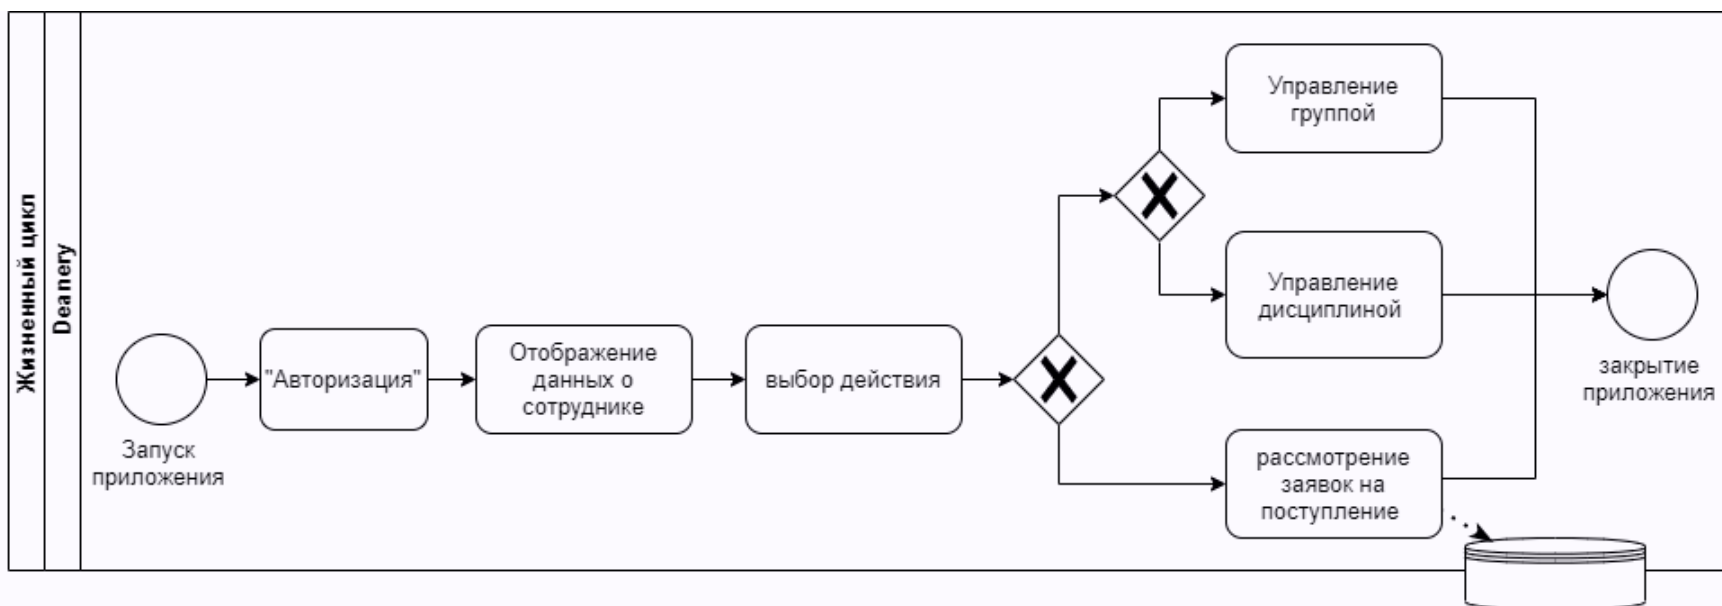 Жизненный цикл
Deanery
Запуск
приложения
"Авторизация"
Отображение
данных о
сотруднике
выбор действия
Управление
группой
Управление
дисциплиной
рассмотрение
заявок на
поступление
закрытие
приложения